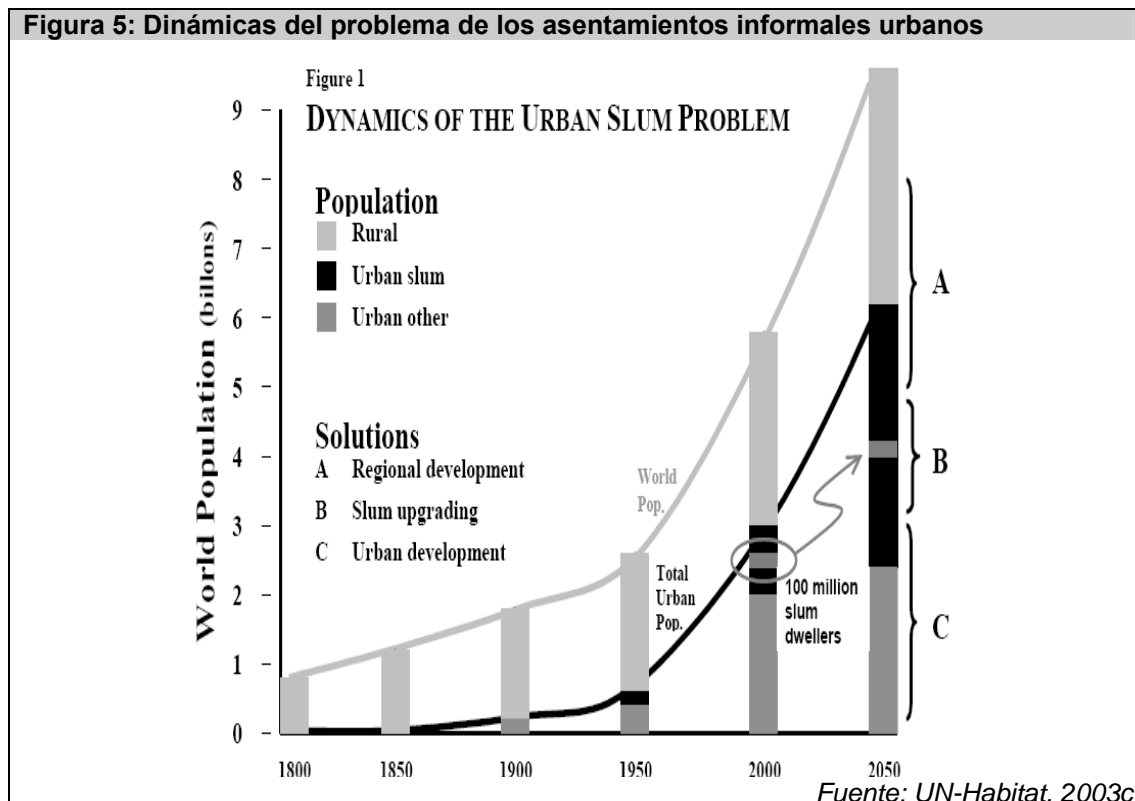 Figura 5: Dinámicas del problema de los asentamientos informales urbanos
Figure 1
DYNAMICS OF THE URBAN SLUM PROBLEM
World Population (billons)
9
8
7
6
5
4
3
2
1
0
Population
Rural
Urban slum
Urban other
Solutions
A Regional development
B Slum upgrading
C Urban development
World
Pop.
Total
Urban
Pop.
100 million
slum
dwellers
A
B
C
1800 1850 1900 1950 2000 2050
Fuente: UN-Habitat, 2003c